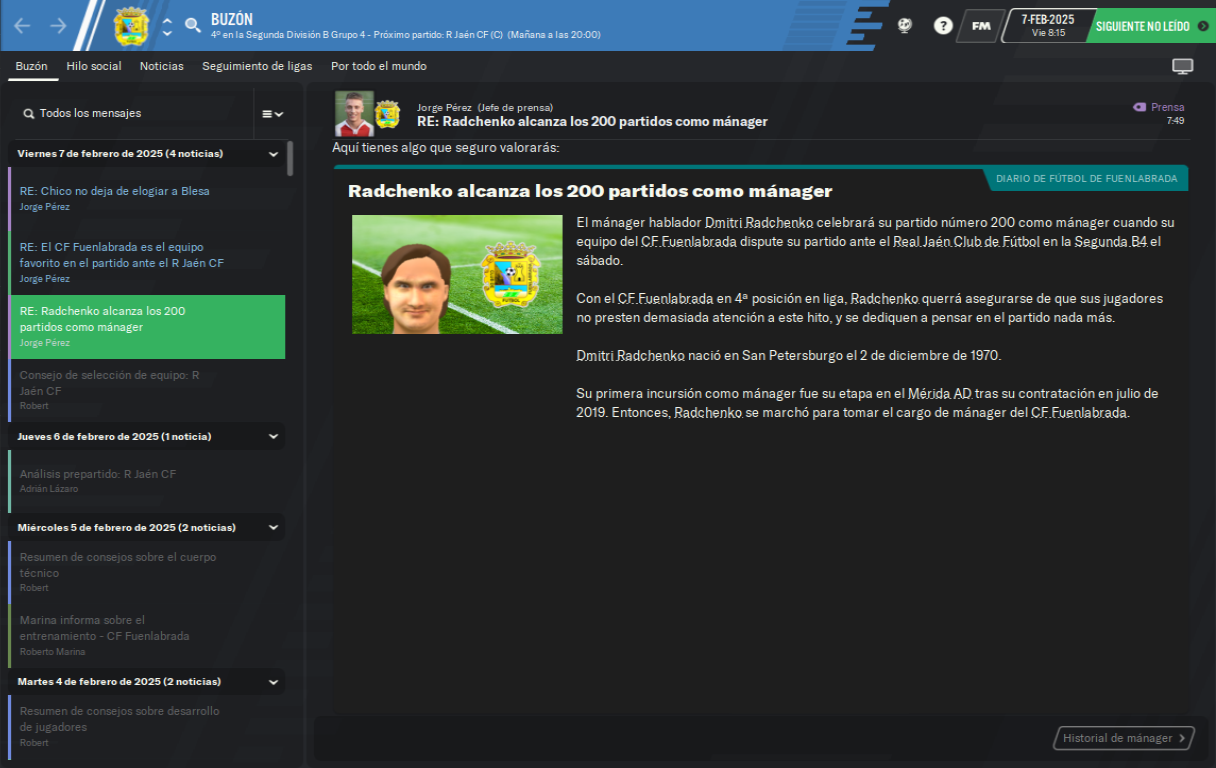 BUZÓN
4º en la Segunda División B Grupo 4 - Próximo partido: R Jaén CF (C) (Mañana a las 20:00)
?
FM
7-FEB-2025
Vie 8:15
SIGUIENTE NO LEÍDO
Buzón Hilo social Noticias Seguimiento de ligas Por todo el mundo
Todos los mensajes
Viernes 7 de febrero de 2025 (4 noticias)
RE: Chico no deja de elogiar a Blesa
Jorge Pérez
RE: El CF Fuenlabrada es el equipo
favorito en el partido ante el R Jaén CF
Jorge Pérez
RE: Radchenko alcanza los 200
partidos como mánager
Jorge Pérez
Consejo de selección de equipo: R
Jaén CF
Robert
Jueves 6 de febrero de 2025 (1 noticia)
Análisis prepartido: R Jaén CF
Adrián Lázaro
Miércoles 5 de febrero de 2025 (2 noticias)
Resumen de consejos sobre el cuerpo
técnico
Robert
Marina informa sobre el
entrenamiento - CF Fuenlabrada
Roberto Marina
Martes 4 de febrero de 2025 (2 noticias)
Resumen de consejos sobre desarrollo
de jugadores
Robert
Jorge Pérez (Jefe de prensa)
RE: Radchenko alcanza los 200 partidos como mánager
Prensa
7:49
Aquí tienes algo que seguro valorarás:
DIARIO DE FÚTBOL DE FUENLABRADA
Radchenko alcanza los 200 partidos como mánager
El mánager hablador Dmitri Radchenko celebrará su partido número 200 como mánager cuando su
equipo del CF Fuenlabrada dispute su partido ante el Real Jaén Club de Fútbol en la Segunda B4 el
sábado.
Con el CF Fuenlabrada en 4ª posición en liga, Radchenko querrá asegurarse de que sus jugadores
no presten demasiada atención a este hito, y se dediquen a pensar en el partido nada más.
Dmitri Radchenko nació en San Petersburgo el 2 de diciembre de 1970.
Su primera incursión como mánager fue su etapa en el Mérida AD tras su contratación en julio de
2019. Entonces, Radchenko se marchó para tomar el cargo de mánager del CF Fuenlabrada.
Historial de mánager